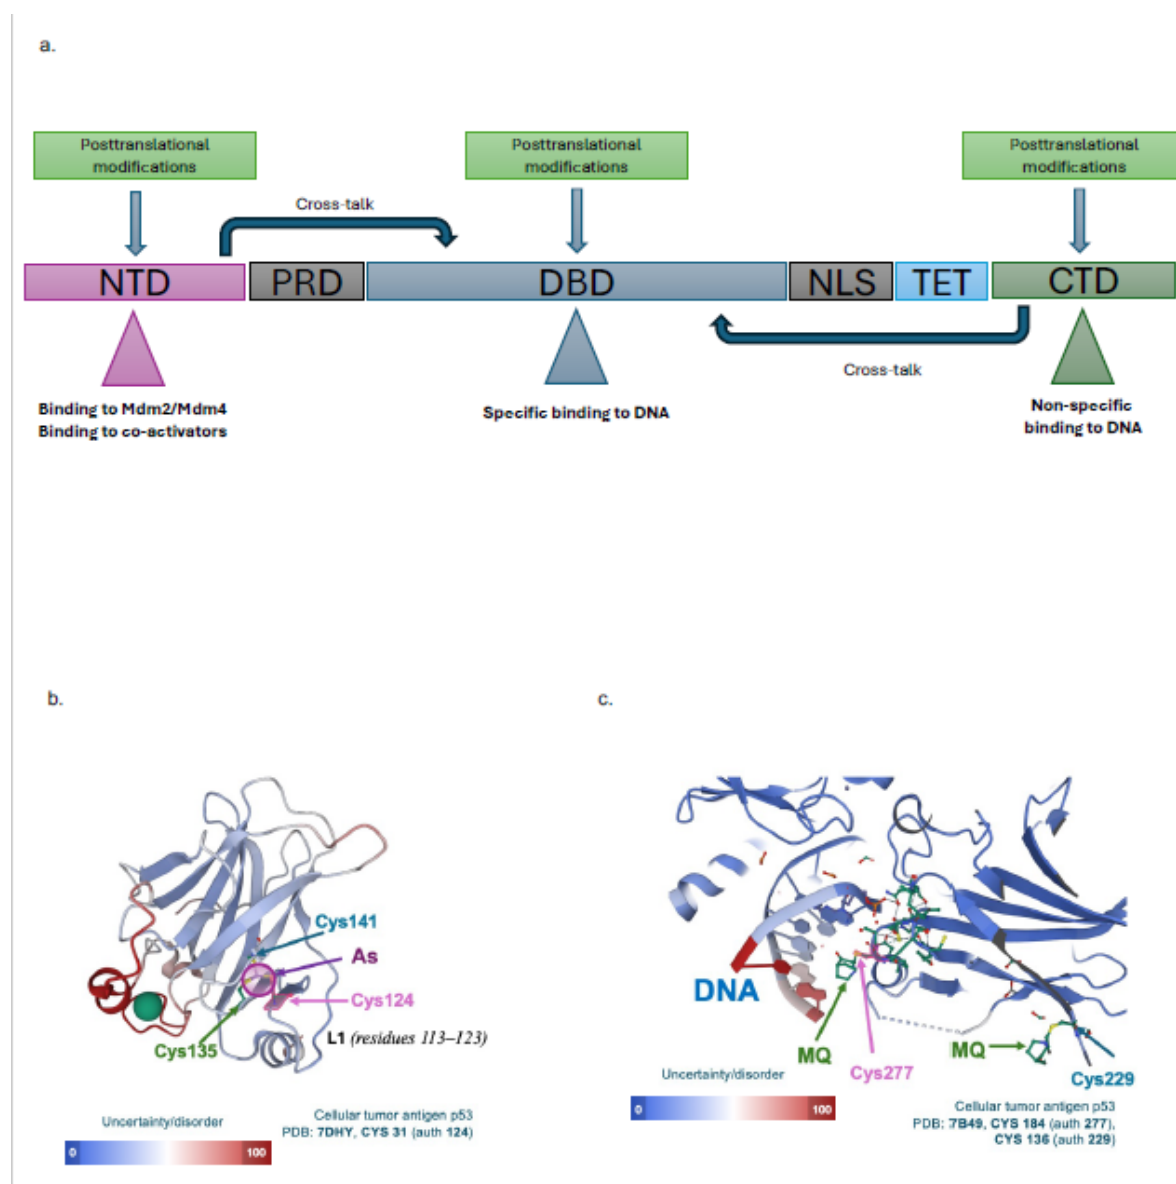 a.
Posttranslational
modifications
Posttranslational
modifications
Posttranslational
modifications
Cross-talk
NTD
PRD
DBD
NLS
TET
CTD
Cross-talk
Binding to Mdm2/Mdm4
Binding to co-activators
Specific binding to DNA
Non-specific
binding to DNA
b.
Cys141
As
Cys124
L1 (residues 113–123)
Cys135
Uncertainty/disorder
0
100
Cellular tumor antigen p53
PDB: 7DHY, CYS 31 (auth 124)
c.
DNA
MQ
Cys277
MQ
Cys229
Uncertainty/disorder
0
100
Cellular tumor antigen p53
PDB: 7B49, CYS 184 (auth 277),
CYS 136 (auth 229)